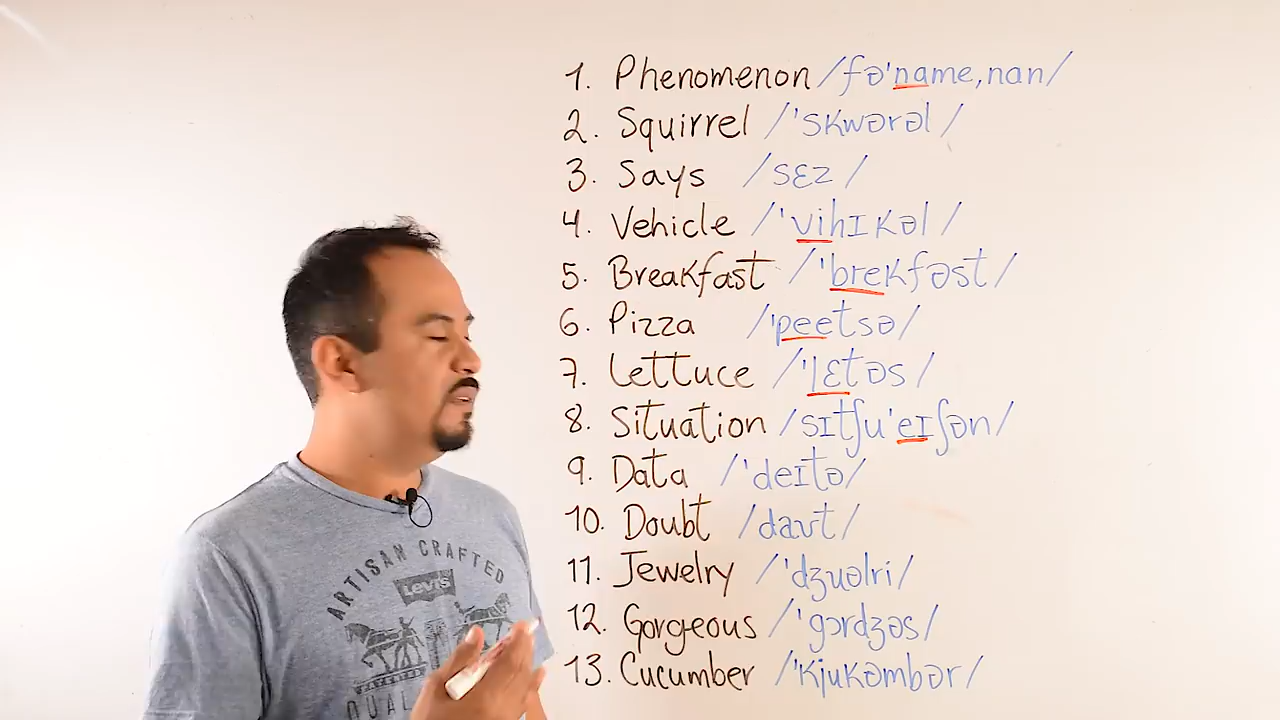 1. Phenomenon /fə'name,nan/
2. Squirrel /'skwərəl/
3. Says /sɛz/
4. Vehicle /'vihɪkəl/
5. Breakfast /'brekfəst/
6. Pizza /'peetsə/
7. Lettuce /'lɛtəs/
8. Situation /sɪtʃu'eɪʃən/
9. Data /'deɪtə/
10. Doubt /daʊt/
11. Jewelry /'dʒuəlri/
12. Gorgeous /'gɔrdʒəs/
13. Cucumber /'kjukəmbər/
ARTISAN CRAFTED
LEVI'S
QUAL